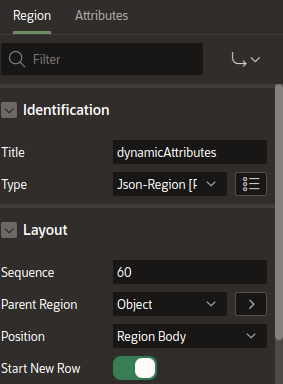 Region Attributes
Filter
Identification
Title dynamicAttributes
Type Json-Region [F
Layout
Sequence 60
Parent Region Object
Position Region Body
Start New Row